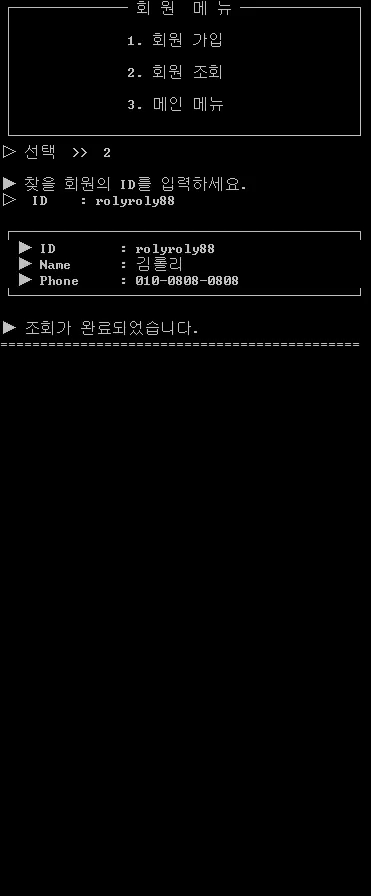 회 원 메 뉴
1. 회원 가입
2. 회원 조회
3. 메인 메뉴
▷ 선택 >> 2
▶ 찾을 회원의 ID를 입력하세요.
▷ ID : rolyroly88
▶ ID : rolyroly88
▶ Name : 김롤리
▶ Phone : 010-0808-0808
▶ 조회가 완료되었습니다.
=============================================